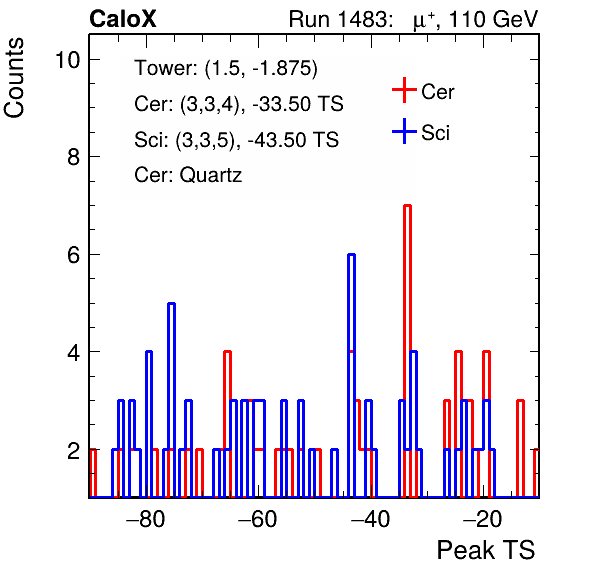 CaloX Run 1483: μ⁺, 110 GeV
Counts
Tower: (1.5, -1.875)
Cer: (3,3,4), -33.50 TS
Sci: (3,3,5), -43.50 TS
Cer: Quartz
Cer
Sci
10
8
6
4
2
−80 −60 −40 −20
Peak TS